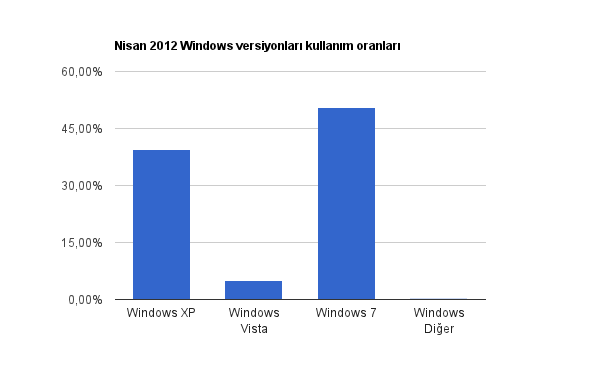 Nisan 2012 Windows versiyonları kullanım oranları
60,00%
45,00%
30,00%
15,00%
0,00%
Windows XP
Windows
Vista
Windows 7
Windows
Diğer